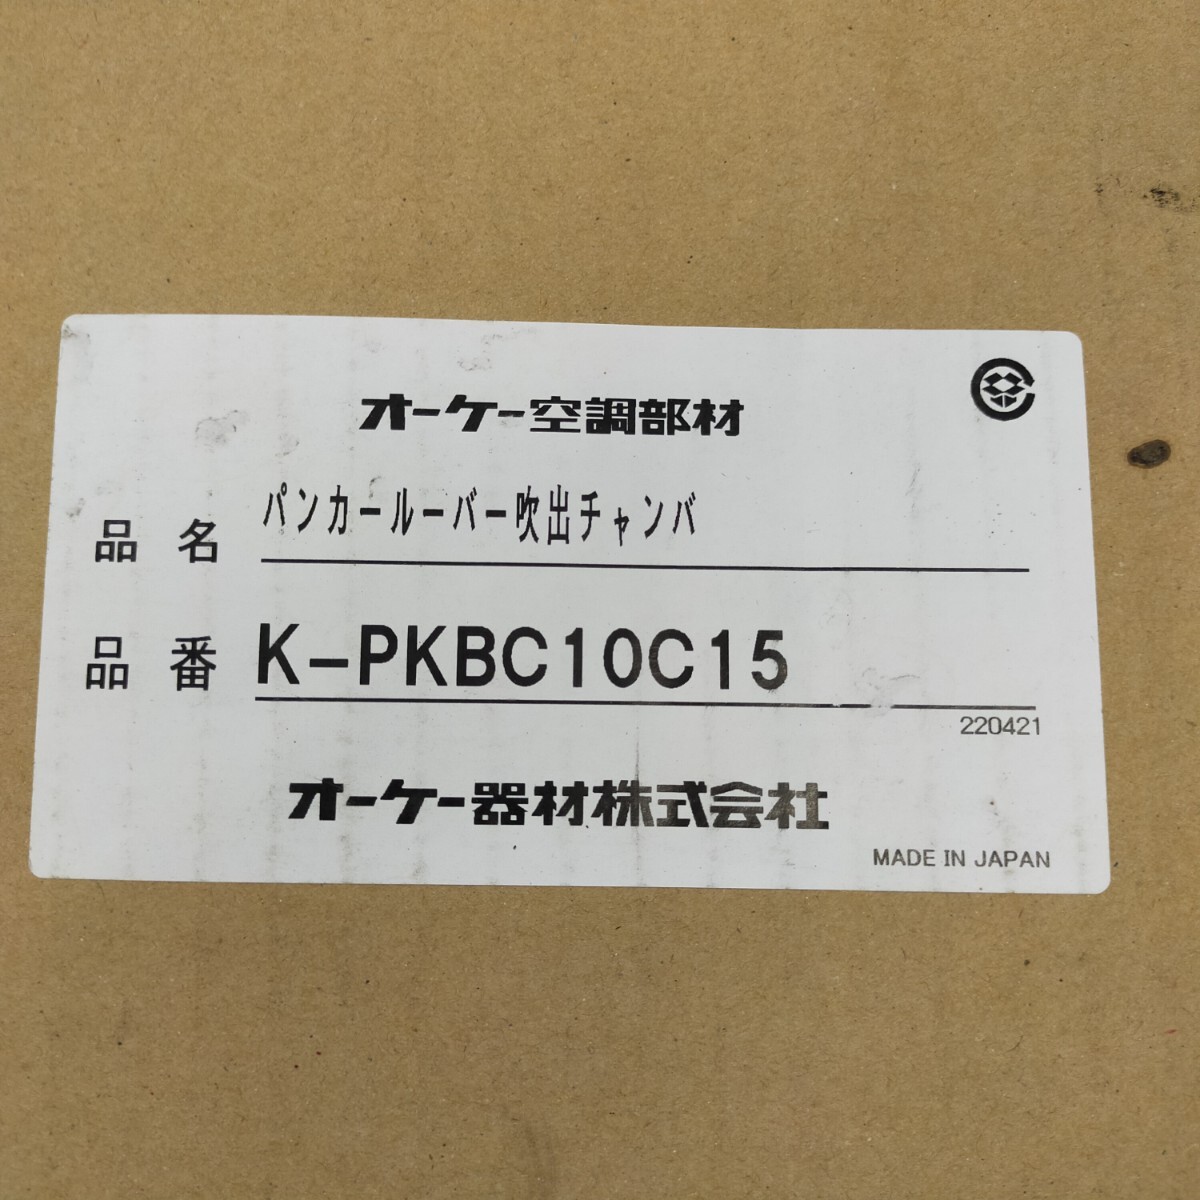 オーケー空調部材
品名 パンカールーバー吹出チャンバ
品番 K-PKBC10C15
220421
オーケー器材株式会社
MADE IN JAPAN